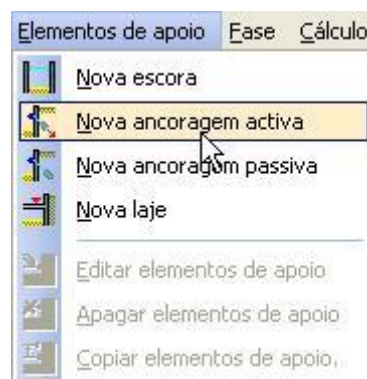 Elementos de apoio Fase Cálculo
Nova escora
Nova ancoragem activa
Nova ancoragem passiva
Nova laje
Editar elementos de apoio
Apagar elementos de apoio
Copiar elementos de apoio.